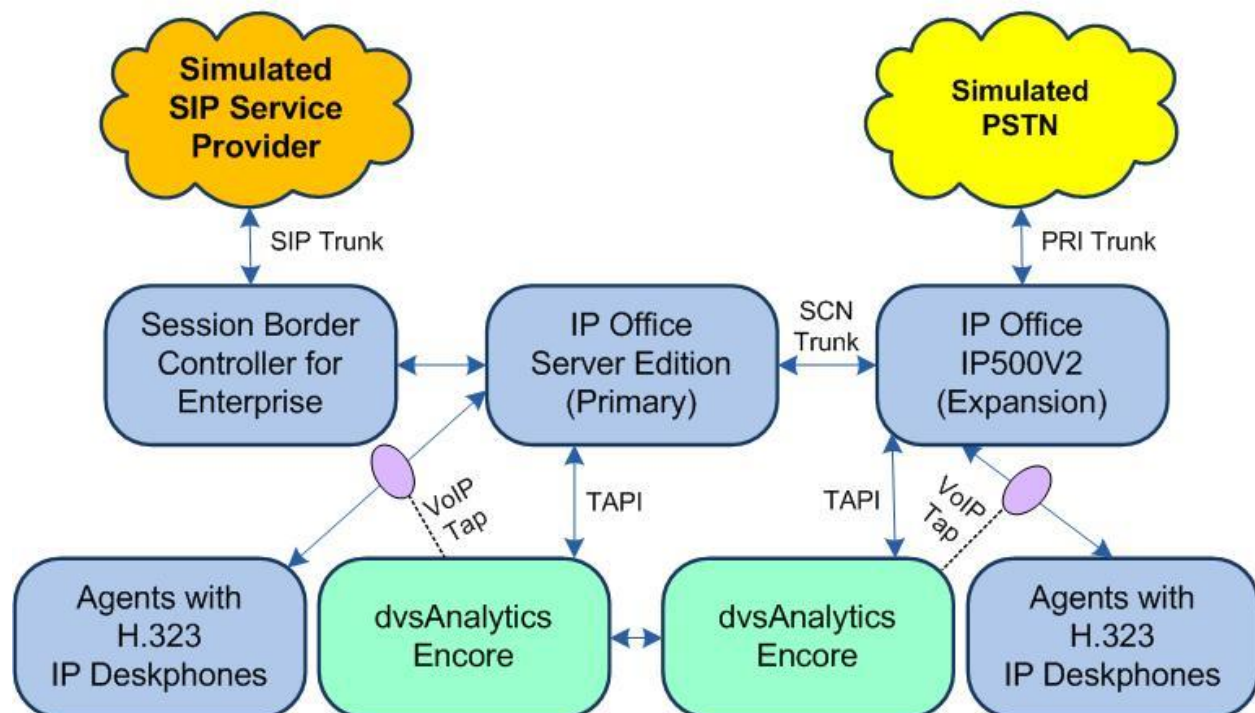 Simulated
SIP Service
Provider
Simulated
PSTN
SIP Trunk
PRI Trunk
Session Border
Controller for
Enterprise
IP Office
Server Edition
(Primary)
SCN
Trunk
IP Office
IP500V2
(Expansion)
VoIP
Tap
TAPI
TAPI
VoIP
Tap
Agents with
H.323
IP Deskphones
dvsAnalytics
Encore
dvsAnalytics
Encore
Agents with
H.323
IP Deskphones